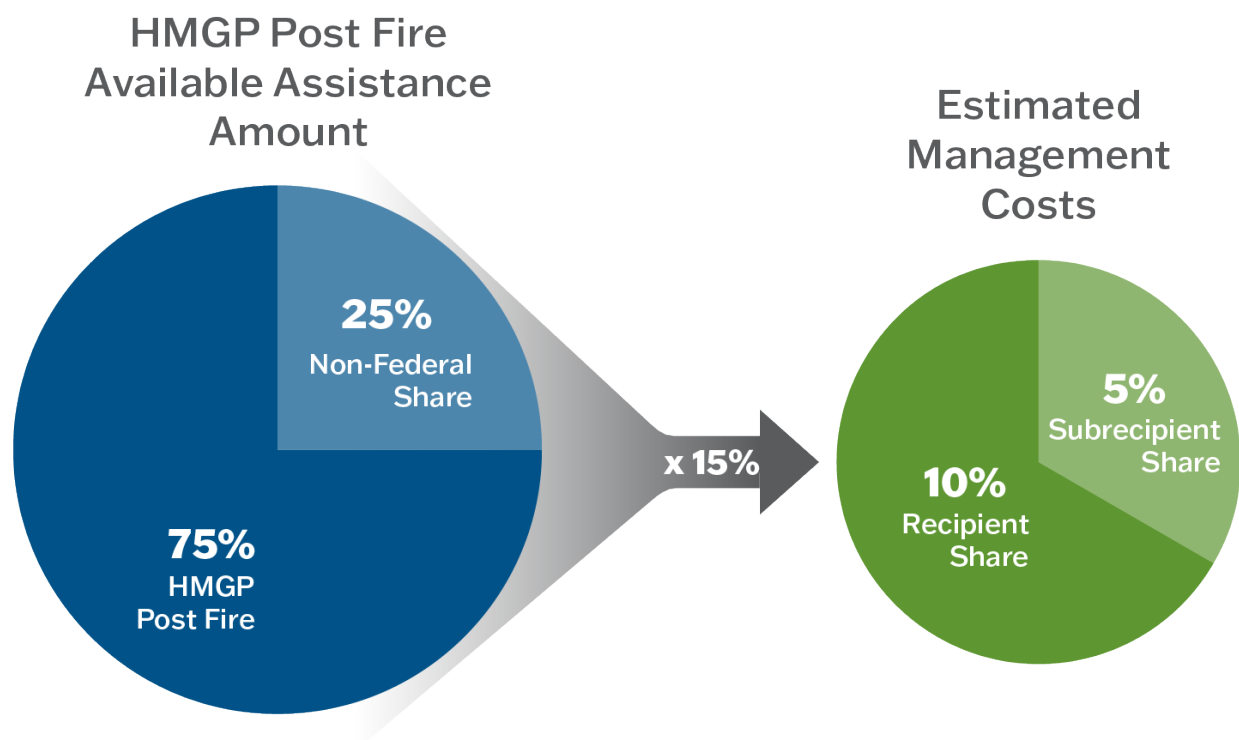 HMGP Post Fire
Available Assistance
Amount
25%
Non-Federal
Share
75%
HMGP
Post Fire
x 15%
Estimated
Management
Costs
5%
Subrecipient
Share
10%
Recipient
Share